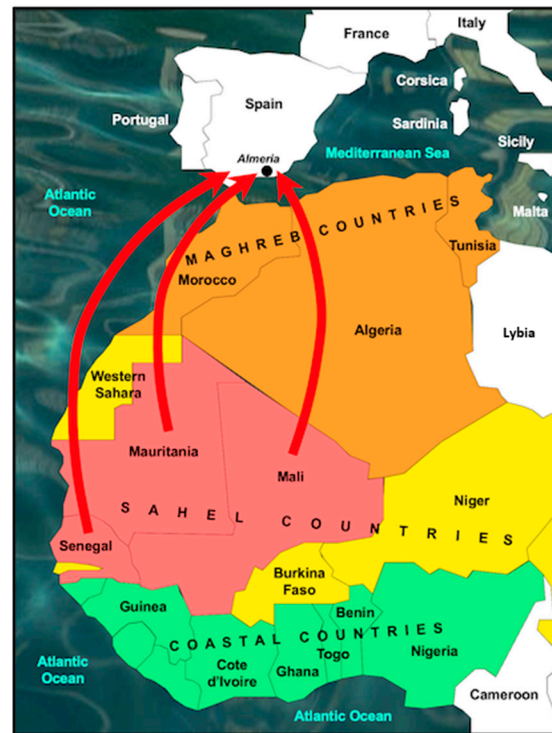 Italy
France
Corsica
Spain
Portugal
Sardinia
Almeria
Sicily
Mediterranean Sea
Atlantic
Ocean
Malta
MAGHREB COUNTRIES
Tunisia
Morocco
Algeria
Lybia
Western
Sahara
Mauritania
Mali
Niger
SAHEL COUNTRIES
Senegal
Burkina
Faso
Guinea
Benin
COASTAL COUNTRIES
Togo
Nigeria
Cote
d'Ivoire
Ghana
Atlantic
Ocean
Cameroon
Atlantic Ocean